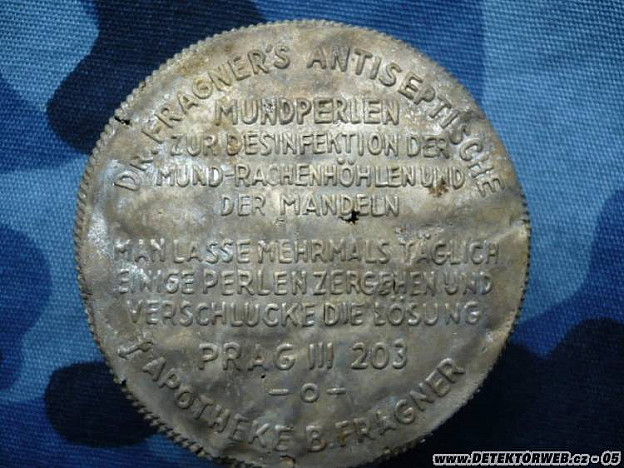 DR. FRAGNER'S ANTISEPTISCHE
MUNDPERLEN
ZUR DESINFEKTION DER
MUND-RACHENHÖHLEN UND
DER MANDELN
MAN LASSE MEHRMALS TÄGLICH
EINIGE PERLEN ZERGEHEN UND
VERSCHLUCKE DIE LÖSUNG
PRAG III 203
-o-
APOTHEKE B. FRAGNER
www.DETEKTORWEB.cz - 05